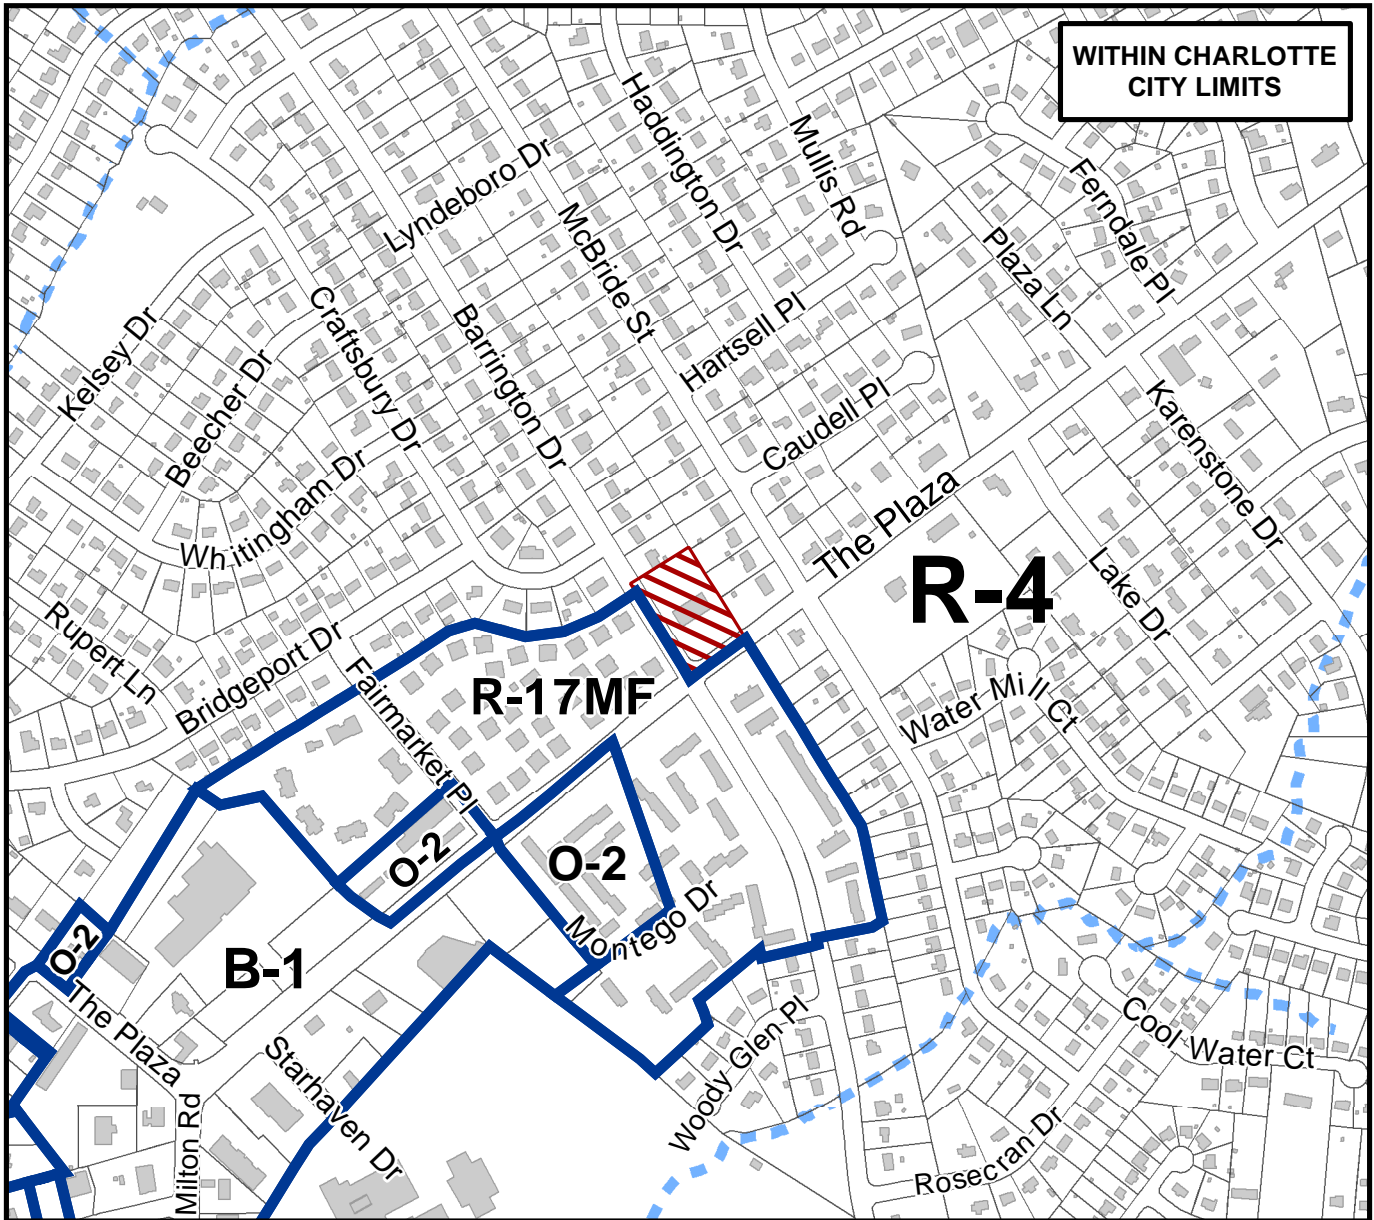 WITHIN CHARLOTTE
CITY LIMITS
Haddington Dr
Mullis Rd
Lyndeboro Dr
Ferndale Pl
McBride St
Plaza Ln
Kelsey Dr
Craftsbury Dr
Barrington Dr
Hartsell Pl
Beecher Dr
Caudell Pl
Karenstone Dr
Whitingham Dr
The Plaza
R-4
Lake Dr
Rupert Ln
Bridgeport Dr
Fairmarket Pl
R-17MF
Water Mill Ct
O-2
O-2
Montego Dr
O-2
B-1
The Plaza
Woody Glen Pl
Cool Water Ct
Starhaven Dr
Milton Rd
Rosecran Dr